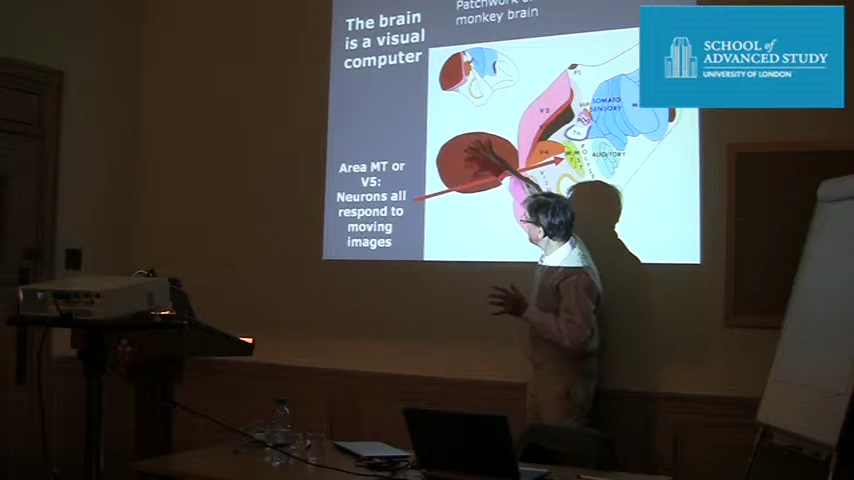 The brain
is a visual
computer
Patchwork
monkey brain
SCHOOL of
ADVANCED STUDY
UNIVERSITY OF LONDON
V2
SOMATO
SENSORY
V4
AUDITORY
Area MT or
V5:
Neurons all
respond to
moving
images